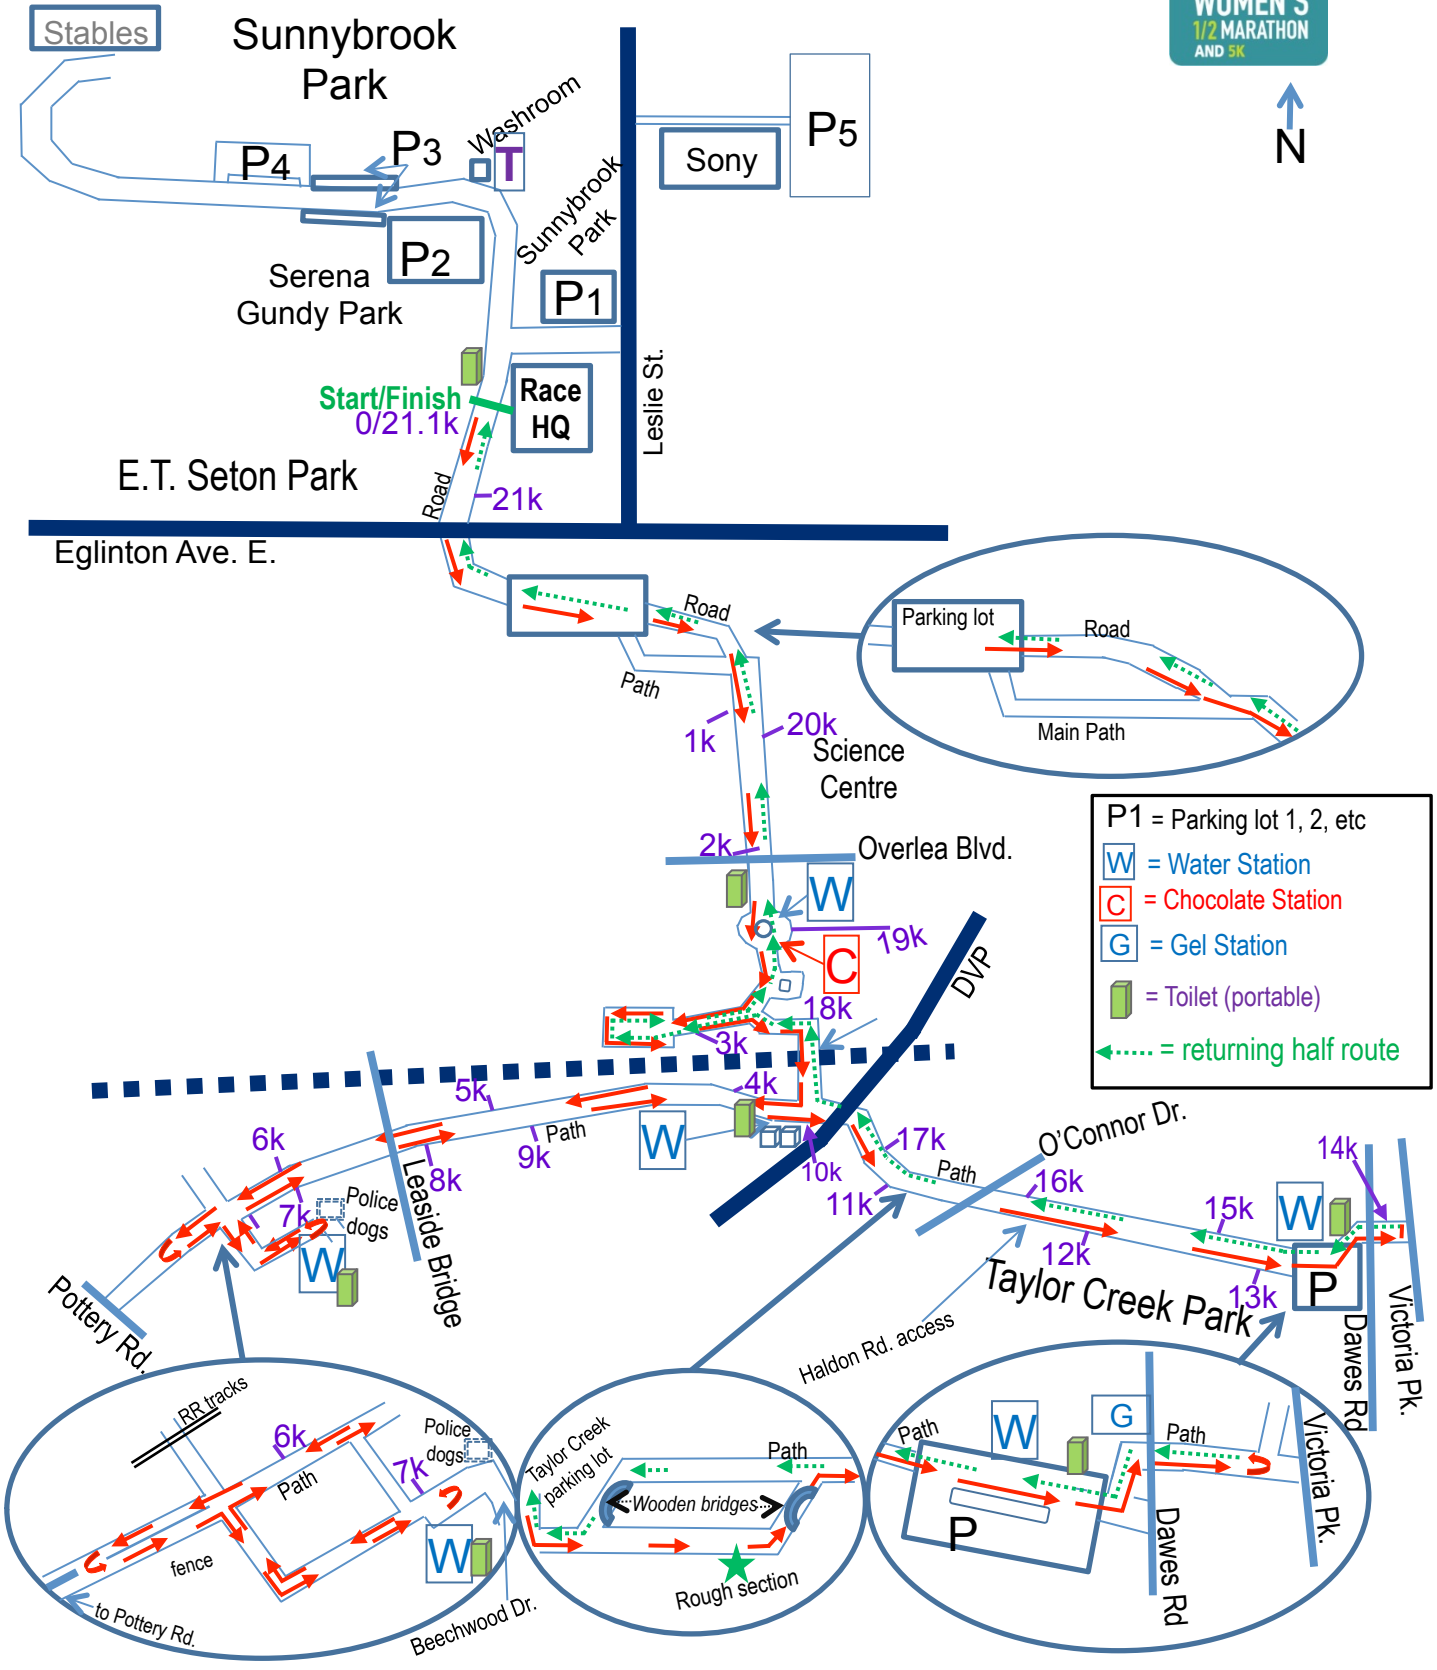 WOMEN'S
1/2 MARATHON
AND 5K
N
Stables
Sunnybrook
Park
Washroom
T
P3
P4
P2
Sunnybrook
Park
P1
P5
Sony
Serena
Gundy Park
Leslie St.
Start/Finish
0/21.1k
Race
HQ
E.T. Seton Park
Road
21k
Eglinton Ave. E.
Road
Path
1k
20k
Science
Centre
Parking lot
Road
Main Path
2k
Overlea Blvd.
W
19k
C
DVP
18k
3k
P1 = Parking lot 1, 2, etc
W = Water Station
C = Chocolate Station
G = Gel Station
= Toilet (portable)
= returning half route
4k
5k
Path
W
6k
9k
8k
7k
Police
dogs
W
Leaside Bridge
Pottery Rd.
10k
11k
17k
Path
O'Connor Dr.
16k
12k
15k
14k
W
13k
P
Taylor Creek Park
Haldon Rd. access
Dawes Rd
Victoria Pk.
RR tracks
6k
Path
7k
Police
dogs
W
fence
to Pottery Rd.
Beechwood Dr.
Taylor Creek
parking lot
Path
Wooden bridges
Rough section
Path
W
G
Path
P
Dawes Rd
Victoria Pk.